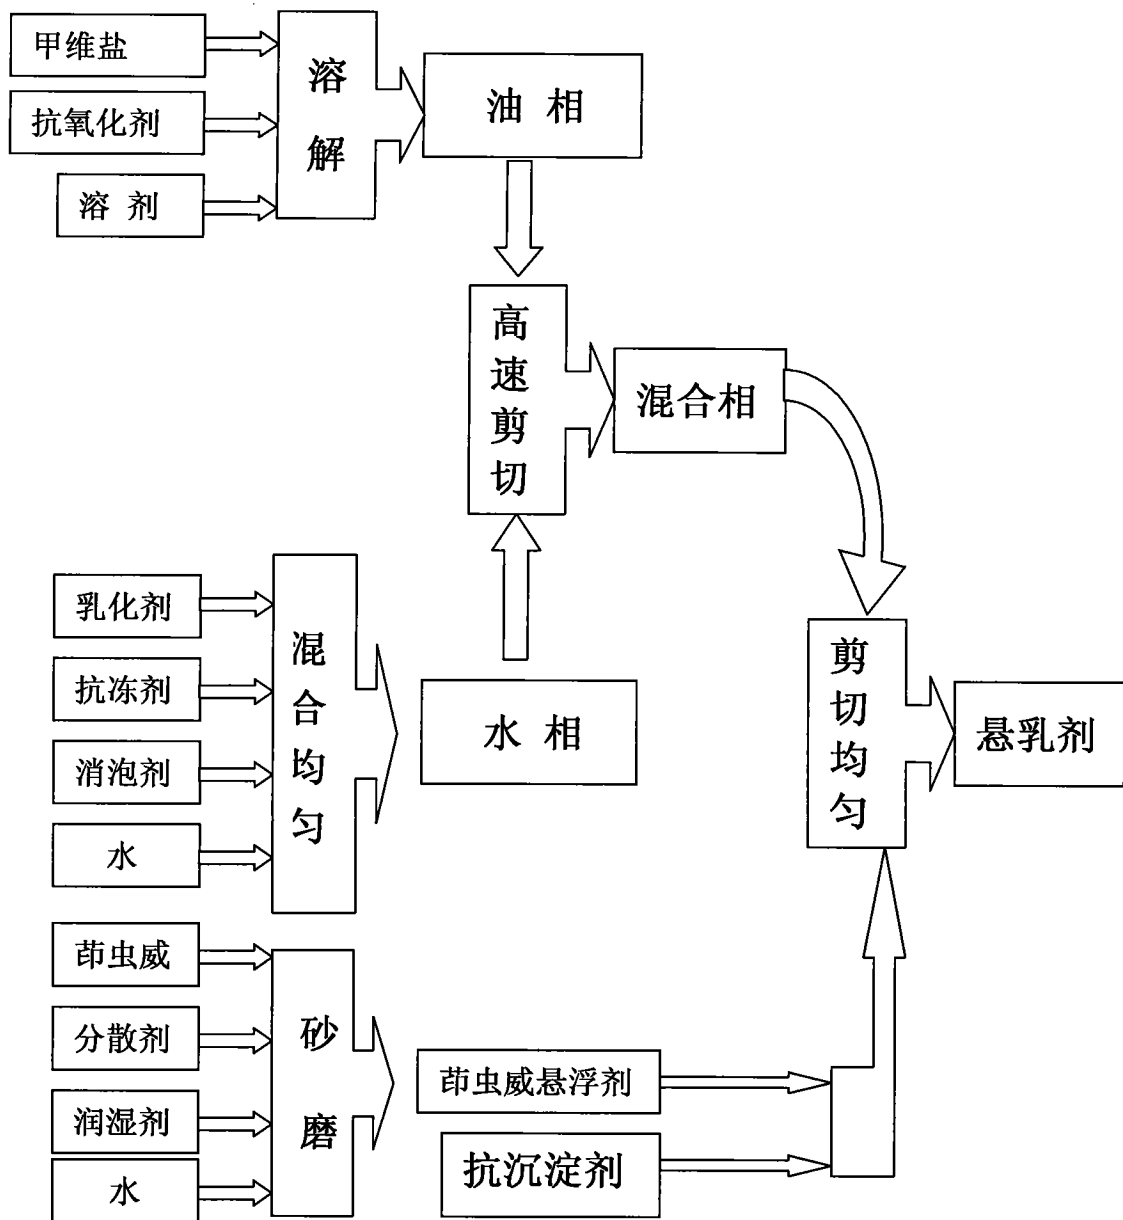 甲维盐
抗氧化剂
溶 剂
溶解
油 相
高速剪切
混合相
乳化剂
抗冻剂
消泡剂
水
混合均匀
水 相
剪切均匀
悬乳剂
茚虫威
分散剂
润湿剂
水
砂磨
茚虫威悬浮剂
抗沉淀剂